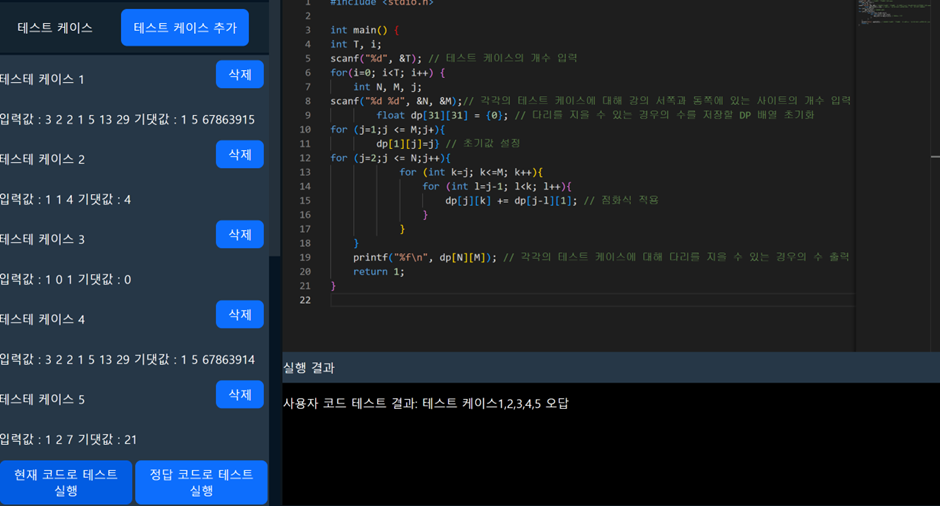 테스트 케이스
테스트 케이스 추가
테스테 케이스 1
삭제
입력값 : 3 2 2 1 5 13 29 기댓값 : 1 5 67863915
테스테 케이스 2
삭제
입력값 : 1 1 4 기댓값 : 4
테스테 케이스 3
삭제
입력값 : 1 0 1 기댓값 : 0
테스테 케이스 4
삭제
입력값 : 3 2 2 1 5 13 29 기댓값 : 1 5 67863914
테스테 케이스 5
삭제
입력값 : 1 2 7 기댓값 : 21
현재 코드로 테스트
실행
정답 코드로 테스트
실행
1 #include <stdio.h>
2
3 int main() {
4 int T, i;
5 scanf("%d", &T); // 테스트 케이스의 개수 입력
6 for(i=0; i<T; i++) {
7 int N, M, j;
8 scanf("%d %d", &N, &M);// 각각의 테스트 케이스에 대해 강의 서쪽과 동쪽에 있는 사이트의 개수 입력
9 float dp[31][31] = {0}; // 다리를 지을 수 있는 경우의 수를 저장할 DP 배열 초기화
10 for (j=1;j <= M;j+){
11 dp[1][j]=j} // 초기값 설정
12 for (j=2;j <= N;j++){
13 for (int k=j; k<=M; k++){
14 for (int l=j-1; l<k; l++){
15 dp[j][k] += dp[j-l][1]; // 점화식 적용
16 }
17 }
18 }
19 printf("%f\n", dp[N][M]); // 각각의 테스트 케이스에 대해 다리를 지을 수 있는 경우의 수 출력
20 return 1;
21 }
22
실행 결과
사용자 코드 테스트 결과: 테스트 케이스1,2,3,4,5 오답